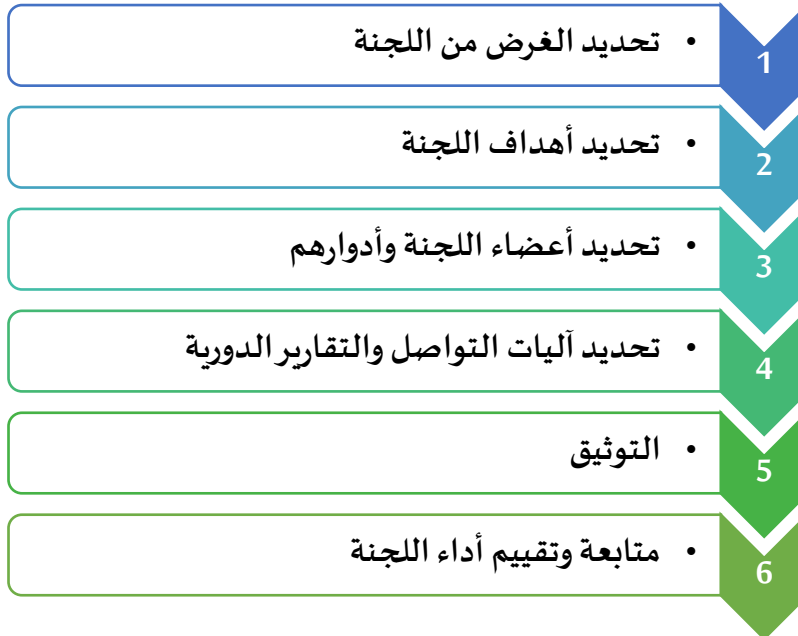 1
• تحديد الغرض من اللجنة
2
• تحديد أهداف اللجنة
3
• تحديد أعضاء اللجنة وأدوارهم
4
• تحديد آليات التواصل والتقارير الدورية
5
• التوثيق
6
• متابعة وتقييم أداء اللجنة